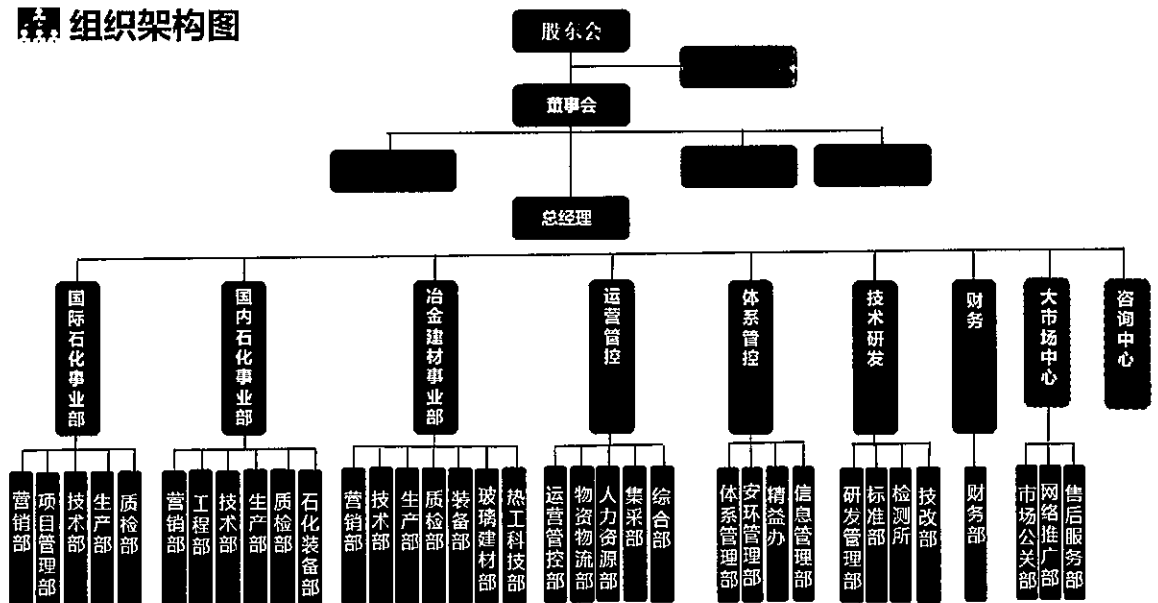 组织架构图
股东会
董事会
总经理
国际石化事业部
国内石化事业部
冶金建材事业部
运营管控
体系管控
技术研发
财务
大市场中心
咨询中心
营销部
项目管理部
技术部
生产部
质检部
营销部
工程部
技术部
生产部
质检部
石化装备部
营销部
技术部
生产部
质检部
装备部
玻璃建材部
热工科技部
运营管控部
物资物流部
人力资源部
集采部
综合部
体系管理部
安环管理部
精益办
信息管理部
研发管理部
标准部
检测所
技改部
财务部
市场公关部
网络推广部
售后服务部